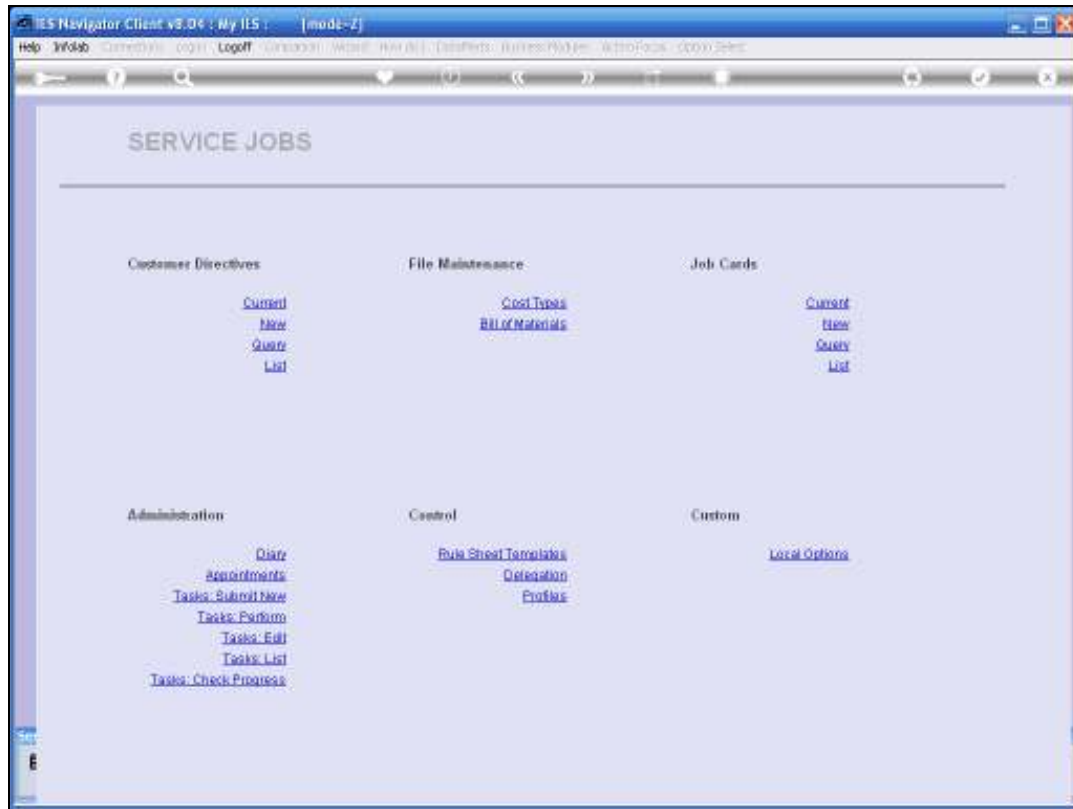 IES Navigator Client v8.04 : My IES : [mode-Z]
Help Infolab Logoff
SERVICE JOBS
Customer Directives
Current
New
Query
List
File Maintenance
Cost Types
Bill of Materials
Job Cards
Current
New
Query
List
Administration
Diary
Appointments
Tasks: Submit New
Tasks: Perform
Tasks: Edit
Tasks: List
Tasks: Check Progress
Control
Rule Sheet Templates
Delegation
Profiles
Custom
Local Options